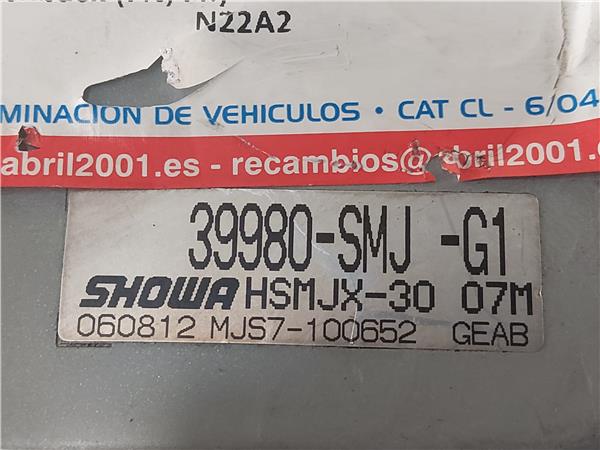 N22A2
MINACION DE VEHICULOS • CAT CL - 6/04
abril2001.es - recambios@ bril2001.e
39980-SMJ -G1
SHOWA HSMJX-30 07M
060812 MJS7-100652 GEAB